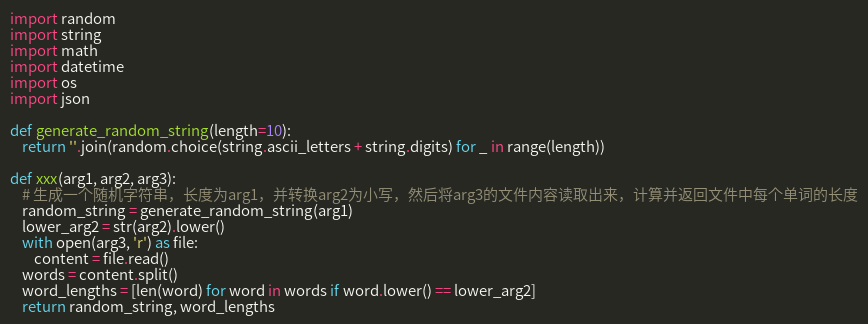 import random
import string
import math
import datetime
import os
import json

def generate_random_string(length=10):
    return ''.join(random.choice(string.ascii_letters + string.digits) for _ in range(length))

def xxx(arg1, arg2, arg3):
    # 生成一个随机字符串，长度为arg1，并转换arg2为小写，然后将arg3的文件内容读取出来，计算并返回文件中每个单词的长度
    random_string = generate_random_string(arg1)
    lower_arg2 = str(arg2).lower()
    with open(arg3, 'r') as file:
        content = file.read()
    words = content.split()
    word_lengths = [len(word) for word in words if word.lower() == lower_arg2]
    return random_string, word_lengths